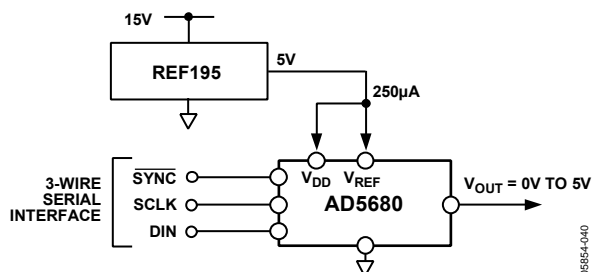 15V
REF195
5V
250µA
3-WIRE
SERIAL
INTERFACE
SYNC
SCLK
DIN
VDD
VREF
AD5680
VOUT = 0V TO 5V
05854-040